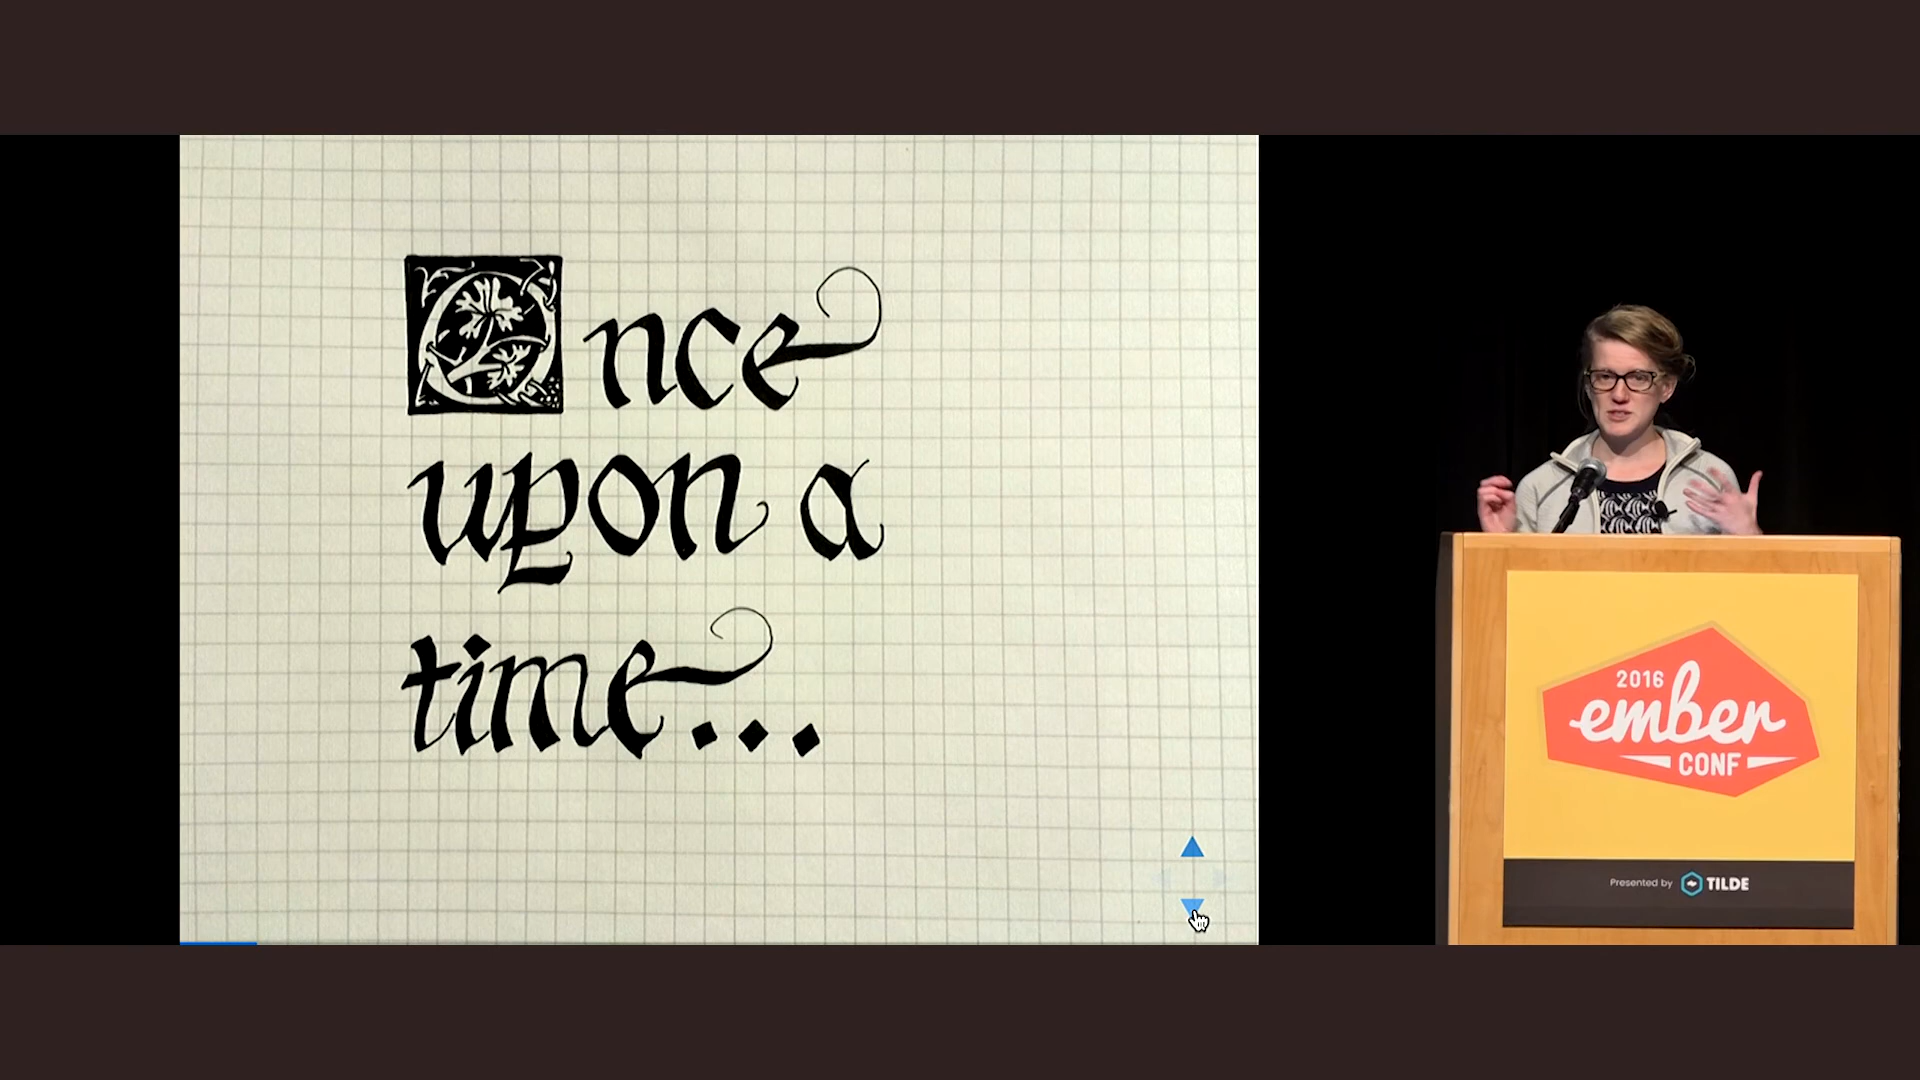 Once
upon a
time...
2016
ember
CONF
Presented by TILDE